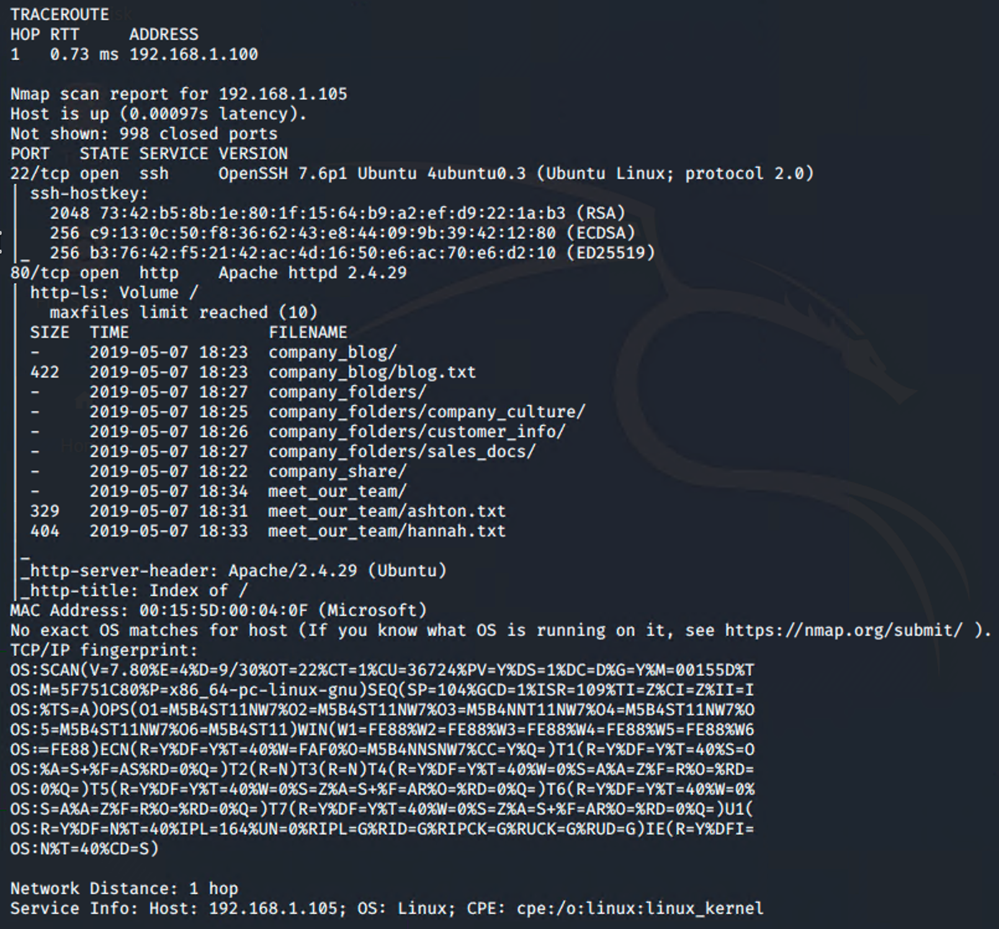 TRACEROUTE
HOP RTT     ADDRESS
1   0.73 ms 192.168.1.100

Nmap scan report for 192.168.1.105
Host is up (0.00097s latency).
Not shown: 998 closed ports
PORT   STATE SERVICE VERSION
22/tcp open  ssh     OpenSSH 7.6p1 Ubuntu 4ubuntu0.3 (Ubuntu Linux; protocol 2.0)
| ssh-hostkey:
|   2048 73:42:b5:8b:1e:80:1f:15:64:b9:a2:ef:d9:22:1a:b3 (RSA)
|   256 c9:13:0c:50:f8:36:62:43:e8:44:09:9b:39:42:12:80 (ECDSA)
|_  256 b3:76:42:f5:21:42:ac:4d:16:50:e6:ac:70:e6:d2:10 (ED25519)
80/tcp open  http    Apache httpd 2.4.29
| http-ls: Volume /
|   maxfiles limit reached (10)
| SIZE  TIME              FILENAME
| -     2019-05-07 18:23  company_blog/
| 422   2019-05-07 18:23  company_blog/blog.txt
| -     2019-05-07 18:27  company_folders/
| -     2019-05-07 18:25  company_folders/company_culture/
| -     2019-05-07 18:26  company_folders/customer_info/
| -     2019-05-07 18:27  company_folders/sales_docs/
| -     2019-05-07 18:22  company_share/
| -     2019-05-07 18:34  meet_our_team/
| 329   2019-05-07 18:31  meet_our_team/ashton.txt
| 404   2019-05-07 18:33  meet_our_team/hannah.txt
|_
|_http-server-header: Apache/2.4.29 (Ubuntu)
|_http-title: Index of /
MAC Address: 00:15:5D:00:04:0F (Microsoft)
No exact OS matches for host (If you know what OS is running on it, see https://nmap.org/submit/ ).
TCP/IP fingerprint:
OS:SCAN(V=7.80%E=4%D=9/30%OT=22%CT=1%CU=36724%PV=Y%DS=1%DC=D%G=Y%M=00155D%T
OS:M=5F751C80%P=x86_64-pc-linux-gnu)SEQ(SP=104%GCD=1%ISR=109%TI=Z%CI=Z%II=I
OS:%TS=A)OPS(O1=M5B4ST11NW7%O2=M5B4ST11NW7%O3=M5B4NNT11NW7%O4=M5B4ST11NW7%O
OS:5=M5B4ST11NW7%O6=M5B4ST11)WIN(W1=FE88%W2=FE88%W3=FE88%W4=FE88%W5=FE88%W6
OS:=FE88)ECN(R=Y%DF=Y%T=40%W=FAF0%O=M5B4NNSNW7%CC=Y%Q=)T1(R=Y%DF=Y%T=40%S=O
OS:%A=S+%F=AS%RD=0%Q=)T2(R=N)T3(R=N)T4(R=Y%DF=Y%T=40%W=0%S=A%A=Z%F=R%O=%RD=
OS:0%Q=)T5(R=Y%DF=Y%T=40%W=0%S=Z%A=S+%F=AR%O=%RD=0%Q=)T6(R=Y%DF=Y%T=40%W=0%
OS:S=A%A=Z%F=R%O=%RD=0%Q=)T7(R=Y%DF=Y%T=40%W=0%S=Z%A=S+%F=AR%O=%RD=0%Q=)U1(
OS:R=Y%DF=N%T=40%IPL=164%UN=0%RIPL=G%RID=G%RIPCK=G%RUCK=G%RUD=G)IE(R=Y%DFI=
OS:N%T=40%CD=S)

Network Distance: 1 hop
Service Info: Host: 192.168.1.105; OS: Linux; CPE: cpe:/o:linux:linux_kernel